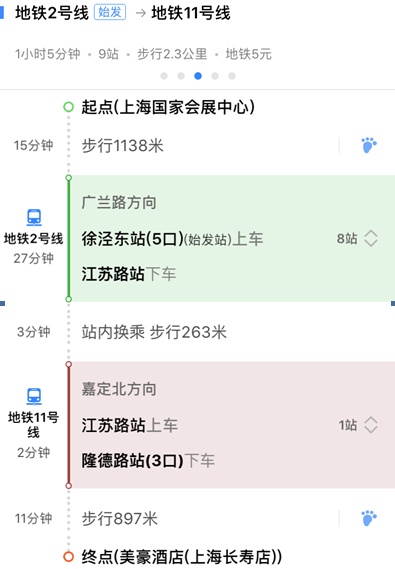 地铁2号线 始发 → 地铁11号线
1小时5分钟 • 9站 • 步行2.3公里 • 地铁5元
起点(上海国家会展中心)
15分钟 步行1138米
广兰路方向
地铁2号线 徐泾东站(5口)(始发站)上车 8站
27分钟
江苏路站下车
3分钟 站内换乘 步行263米
嘉定北方向
地铁11号
线
江苏路站上车 1站
2分钟
隆德路站(3口)下车
11分钟 步行897米
终点(美豪酒店(上海长寿店))